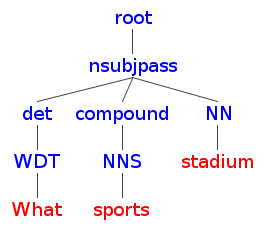 root
nsubjpass
det compound NN
WDT NNS stadium
What sports